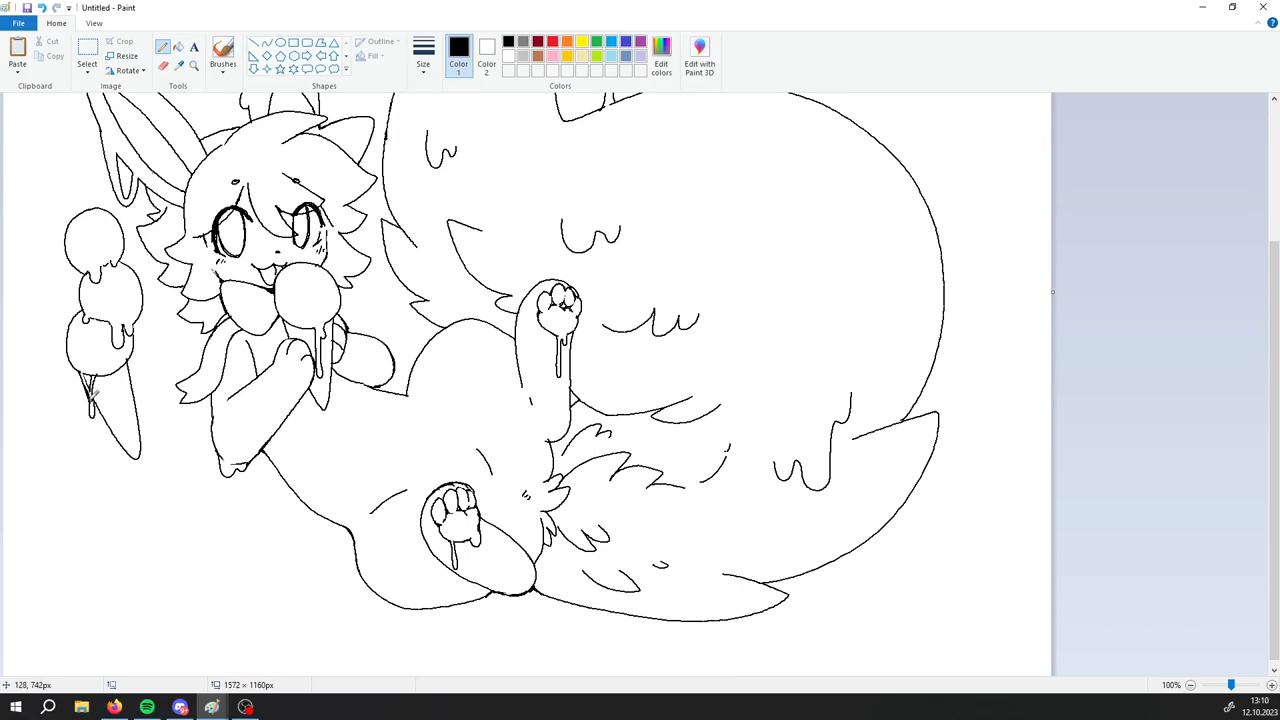 Untitled - Paint
File Home View
Paste
Cut
Copy
Clipboard
Select
Crop
Resize
Rotate
Image
Tools
Brushes
Shapes
Outline
Fill
Size
Color
1
Color
2
Colors
Edit
colors
Edit with
Paint 3D
128, 742px
1572 × 1160px
100%
13:10
12.10.2023